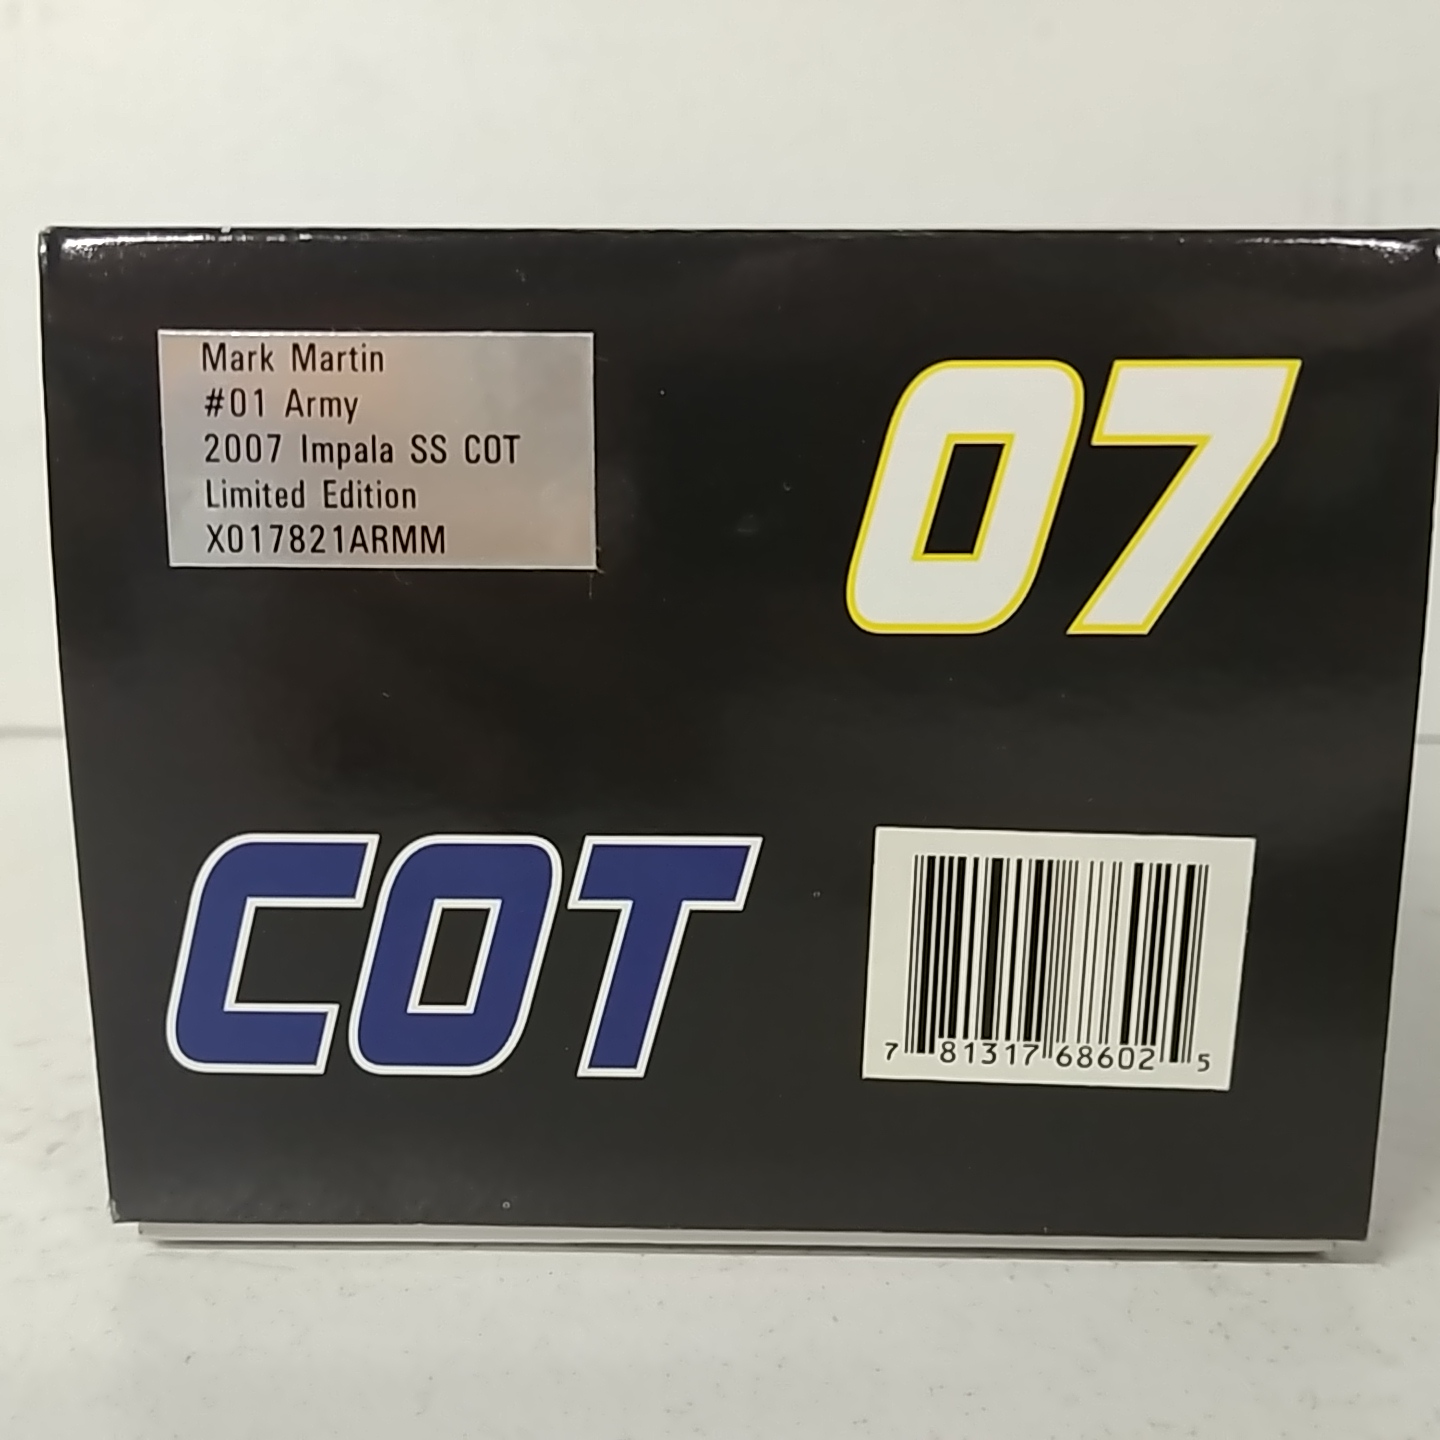 Mark Martin
#01 Army
2007 Impala SS COT
Limited Edition
X017821ARMM
07
COT
7 81317 68602 5